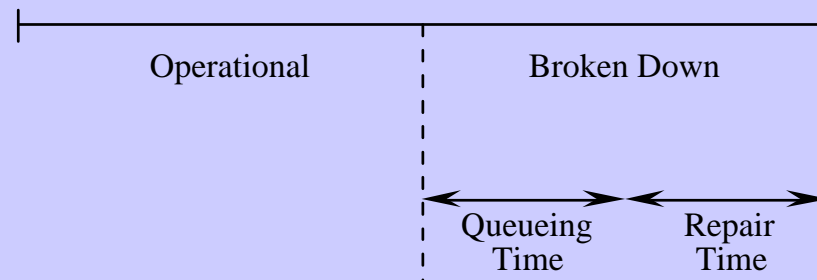 Operational
Broken Down
Queueing
Time
Repair
Time